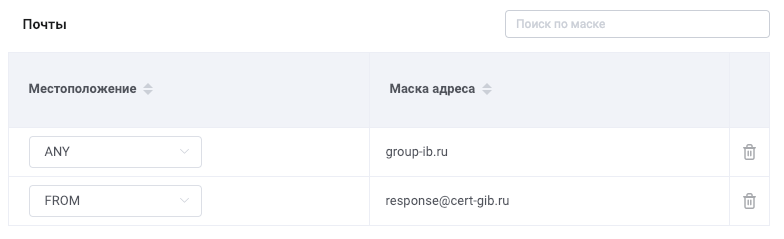 Почты
Поиск по маске
Местоположение Маска адреса
ANY group-ib.ru
FROM response@cert-gib.ru